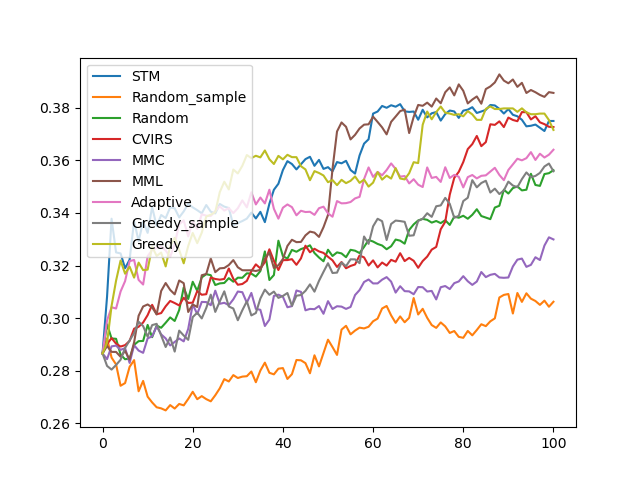 STM
Random_sample
Random
CVIRS
MMC
MML
Adaptive
Greedy_sample
Greedy
0.38
0.36
0.34
0.32
0.30
0.28
0.26
0 20 40 60 80 100